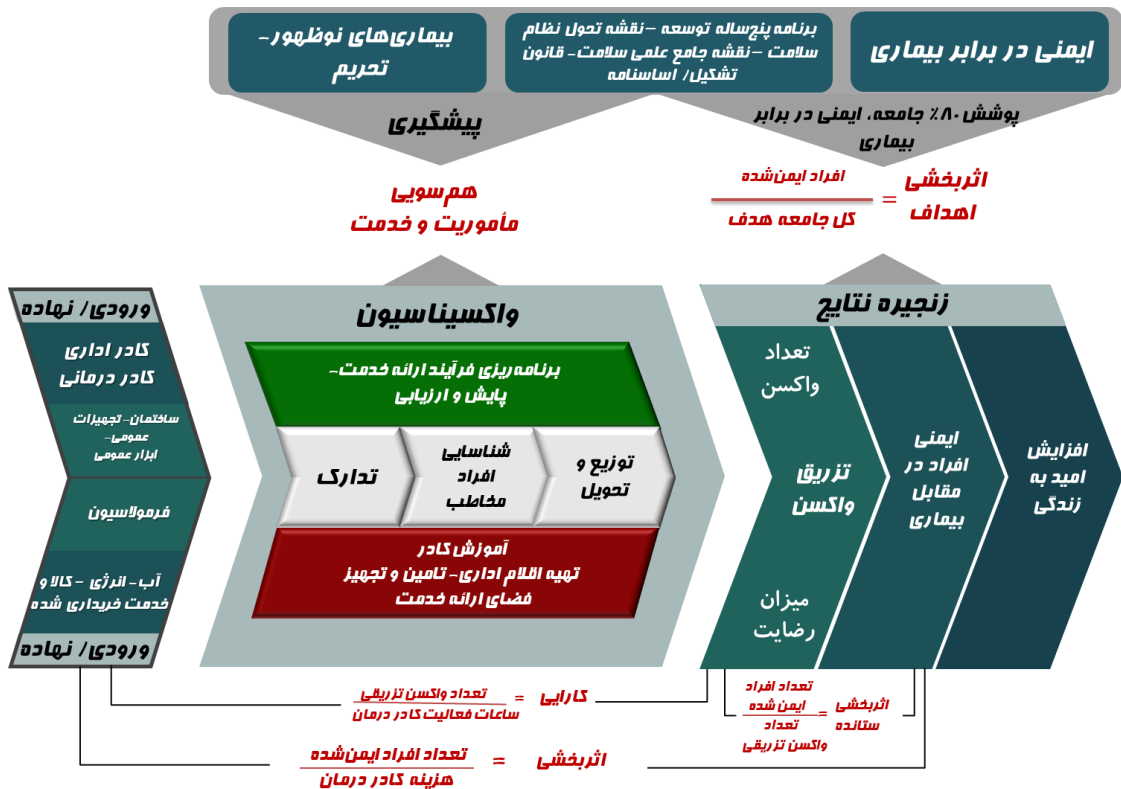 ایمنی در برابر بیماری
برنامه پنج‌ساله توسعه – نقشه تحول نظام
سلامت – نقشه جامع علمی سلامت- قانون
تشکیل/ اساسنامه
بیماری‌های نوظهور-
تحریم
پوشش ۸۰٪ جامعه، ایمنی در برابر
بیماری
پیشگیری
اثربخشی
اهداف
=
افراد ایمن‌شده
کل جامعه هدف
هم‌سویی
مأموریت و خدمت
ورودی/ نهاده
کادر اداری
کادر درمانی
ساختمان- تجهیزات
عمومی-
ابزار عمومی
فرمولاسیون
آب- انرژی – کالا و
خدمت خریداری شده
ورودی/ نهاده
واکسیناسیون
برنامه‌ریزی فرآیند ارائه خدمت-
پایش و ارزیابی
تدارک
شناسایی
افراد
مخاطب
توزیع و
تحویل
آموزش کادر
تهیه اقلام اداری- تامین و تجهیز
فضای ارائه خدمت
زنجیره نتایج
تعداد
واکسن
تزریق
واکسن
میزان
رضایت
ایمنی
افراد در
مقابل
بیماری
افزایش
امید به
زندگی
کارایی
=
تعداد واکسن تزریقی
ساعات فعالیت کادر درمان
اثربخشی
ستانده
=
تعداد افراد
ایمن شده
تعداد
واکسن تزریقی
اثربخشی
=
تعداد افراد ایمن‌شده
هزینه کادر درمان